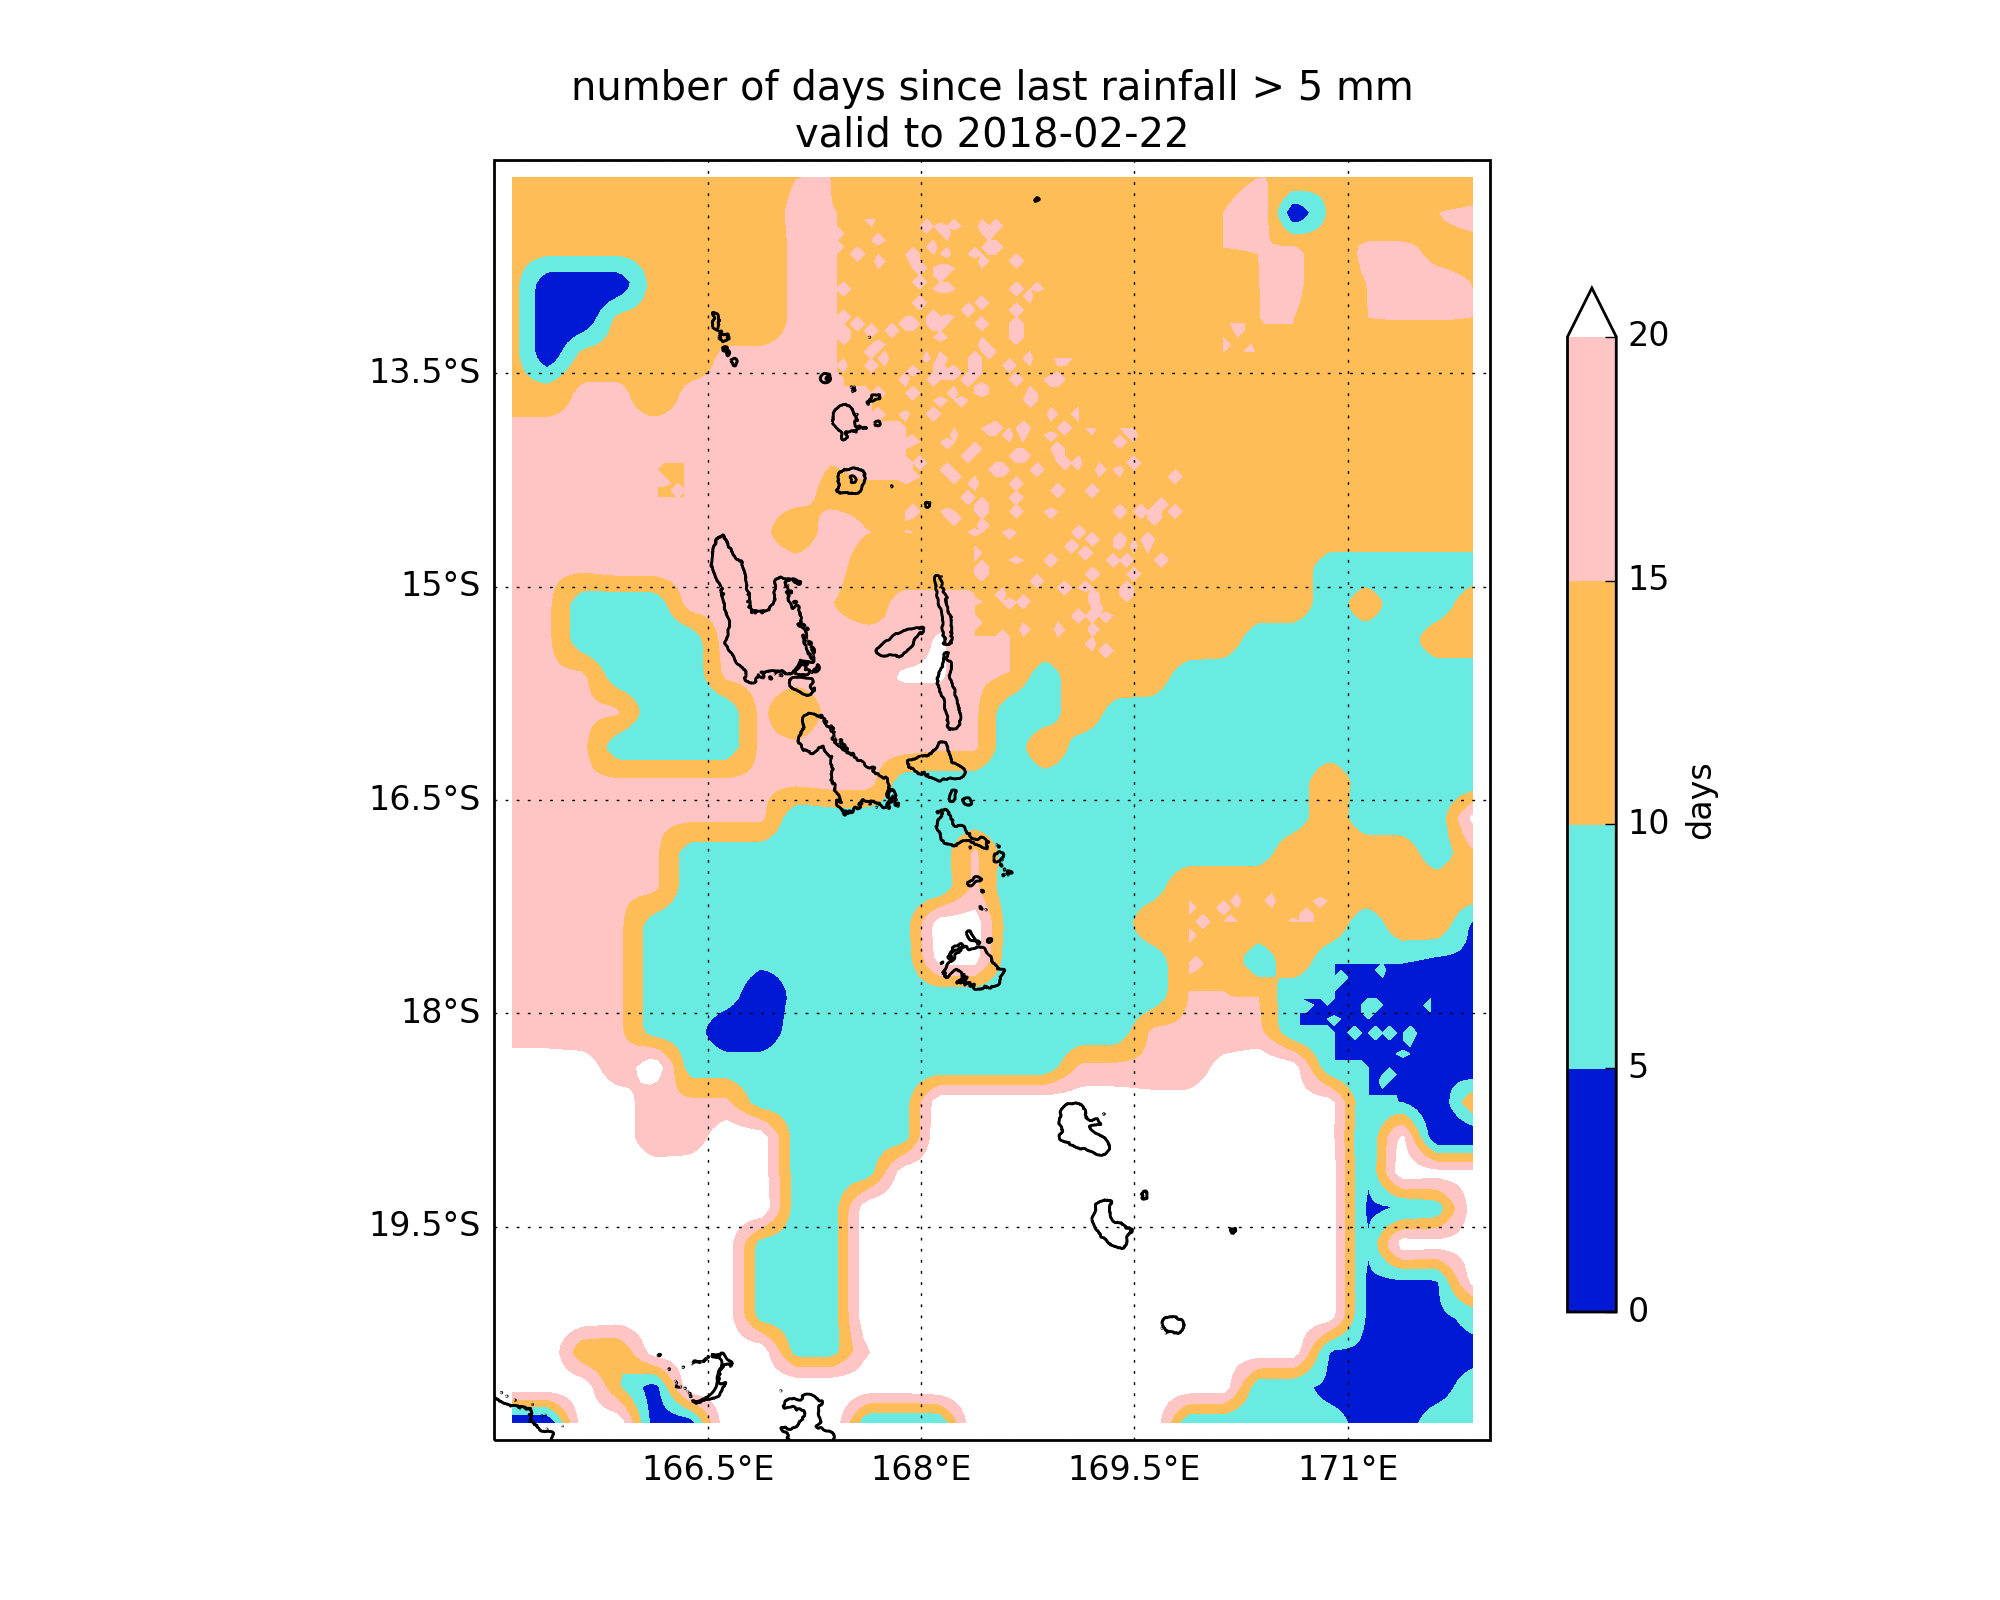 number of days since last rainfall > 5 mm
valid to 2018-02-22
13.5°S
15°S
16.5°S
18°S
19.5°S
166.5°E
168°E
169.5°E
171°E
20
15
10
5
0
days